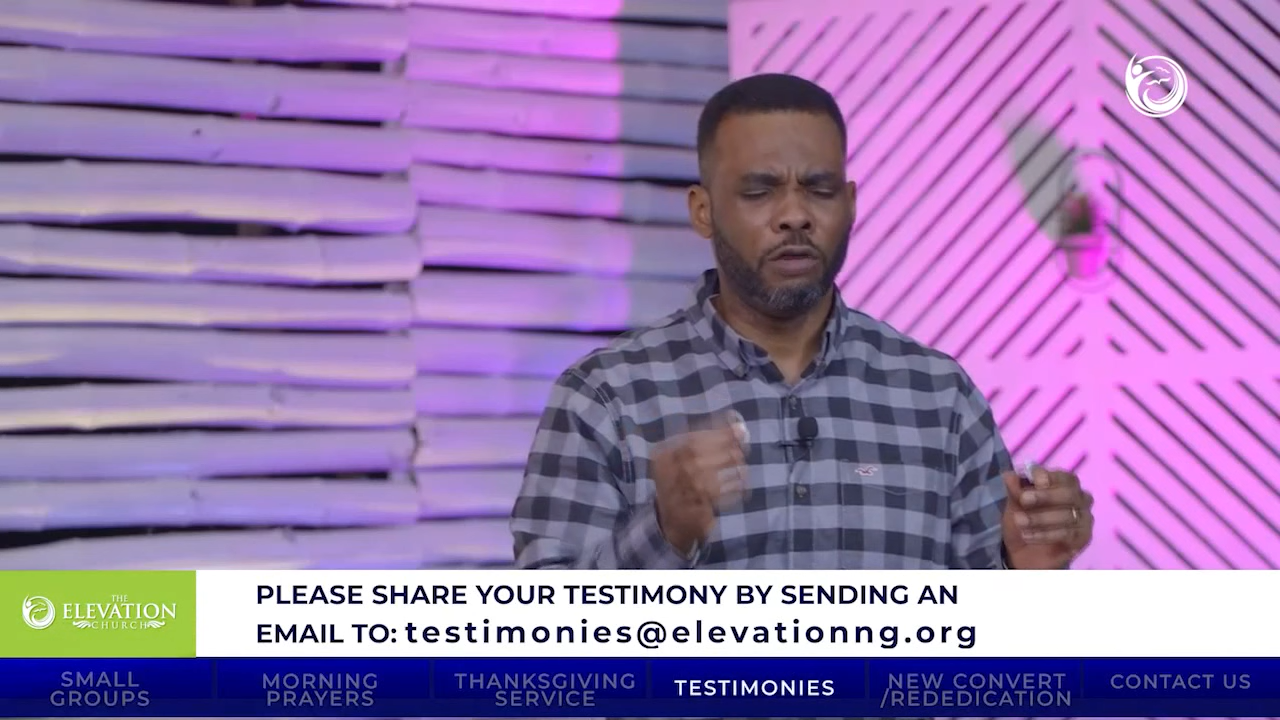 PLEASE SHARE YOUR TESTIMONY BY SENDING AN
EMAIL TO: testimonies@elevationng.org
THE
ELEVATION
CHURCH
SMALL
GROUPS
MORNING
PRAYERS
THANKSGIVING
SERVICE
TESTIMONIES
NEW CONVERT
/REDEDICATION
CONTACT US